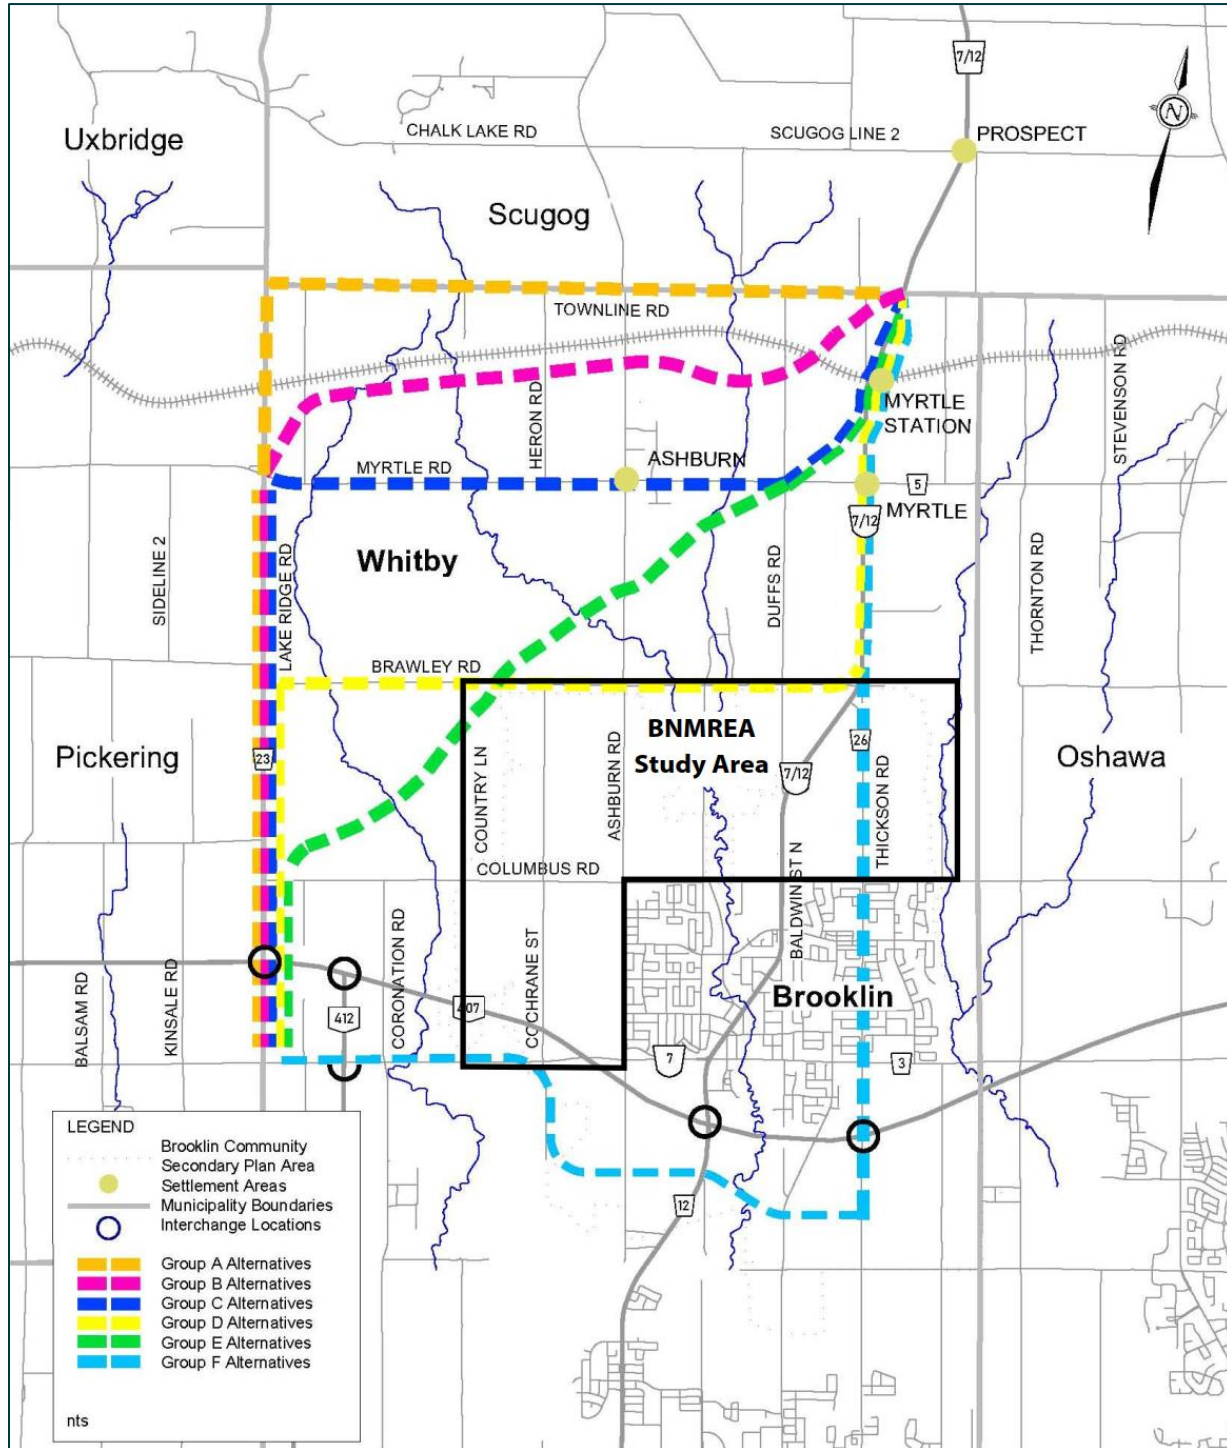 7/12
CHALK LAKE RD
SCUGOG LINE 2
PROSPECT
N
Uxbridge
Scugog
TOWNLINE RD
STEVENSON RD
HERON RD
MYRTLE
STATION
MYRTLE RD
ASHBURN
5
MYRTLE
7/12
SIDELINE 2
LAKE RIDGE RD
Whitby
DUFFS RD
THORNTON RD
BRAWLEY RD
BNMREA
Study Area
26
Pickering
23
COUNTRY LN
ASHBURN RD
7/12
THICKSON RD
Oshawa
COLUMBUS RD
BALDWIN ST N
BALSAM RD
KINSALE RD
412
CORONATION RD
407
COCHRANE ST
Brooklin
7
3
12
LEGEND
Brooklin Community
Secondary Plan Area
Settlement Areas
Municipality Boundaries
Interchange Locations
Group A Alternatives
Group B Alternatives
Group C Alternatives
Group D Alternatives
Group E Alternatives
Group F Alternatives
nts